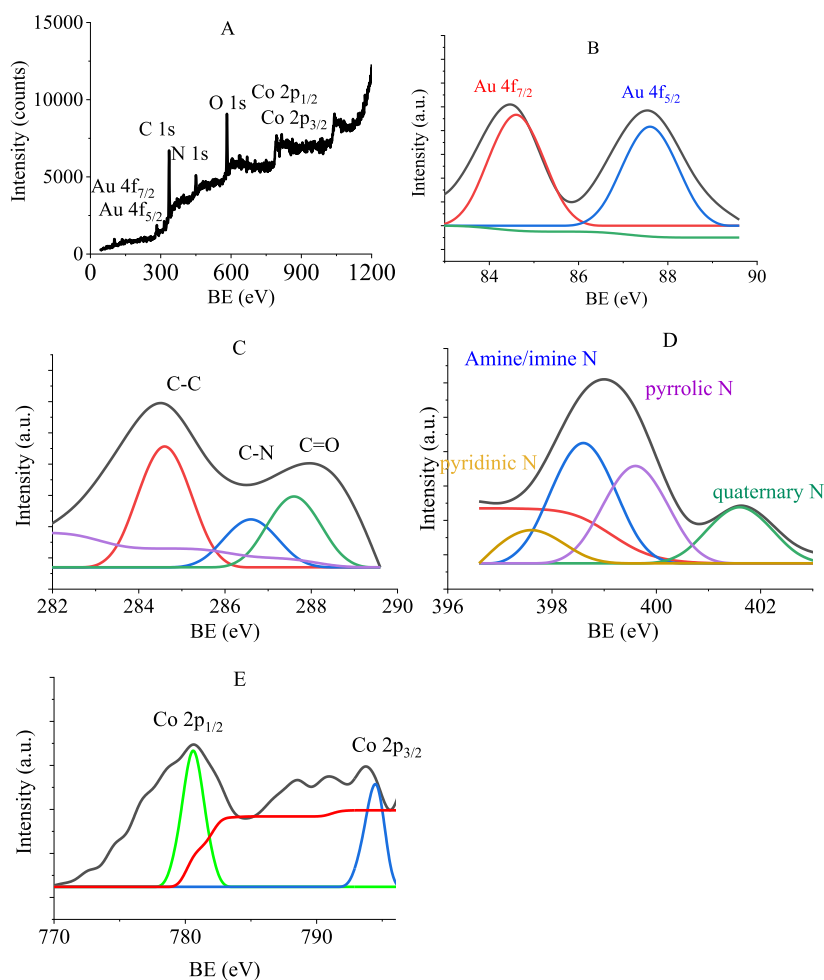 A
Intensity (counts)
15000
10000
5000
0
Au 4f7/2
Au 4f5/2
C 1s
N 1s
O 1s
Co 2p1/2
Co 2p3/2
0 300 600 900 1200
BE (eV)
B
Intensity (a.u.)
Au 4f7/2
Au 4f5/2
84 86 88 90
BE (eV)
C
Intensity (a.u.)
C-C
C-N
C=O
282 284 286 288 290
BE (eV)
D
Intensity (a.u.)
Amine/imine N
pyrrolic N
pyridinic N
quaternary N
396 398 400 402
BE (eV)
E
Intensity (a.u.)
Co 2p1/2
Co 2p3/2
770 780 790
BE (eV)